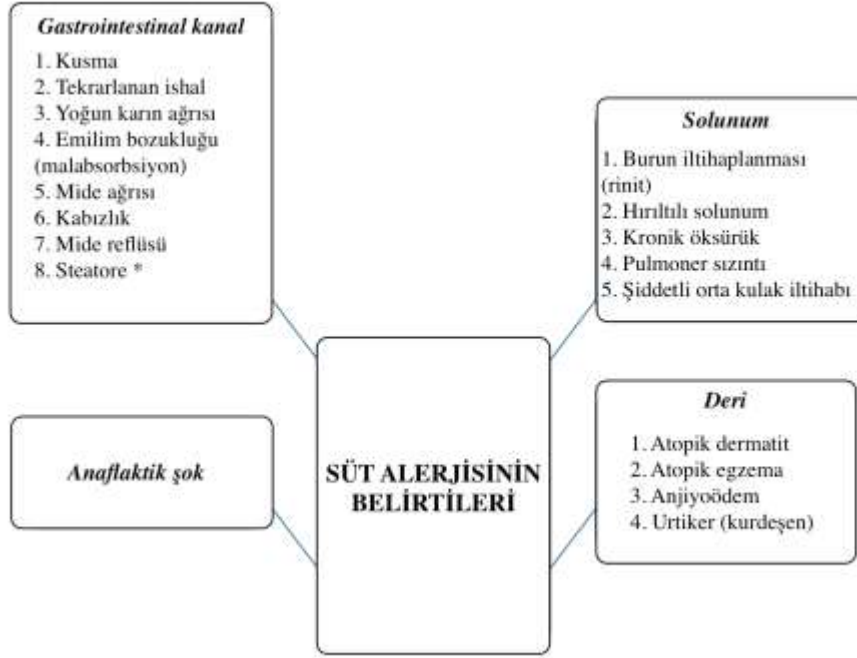 Gastrointestinal kanal
1. Kusma
2. Tekrarlanan ishal
3. Yoğun karın ağrısı
4. Emilim bozukluğu
(malabsorbsiyon)
5. Mide ağrısı
6. Kabızlık
7. Mide reflüsü
8. Steatore *
Solunum
1. Burun iltihaplanması
(rinit)
2. Hırıltılı solunum
3. Kronik öksürük
4. Pulmoner sızıntı
5. Şiddetli orta kulak iltihabı
Anaflaktik şok
SÜT ALERJİSİNİN
BELİRTİLERİ
Deri
1. Atopik dermatit
2. Atopik egzema
3. Anjiyoödem
4. Urtiker (kurdeşen)